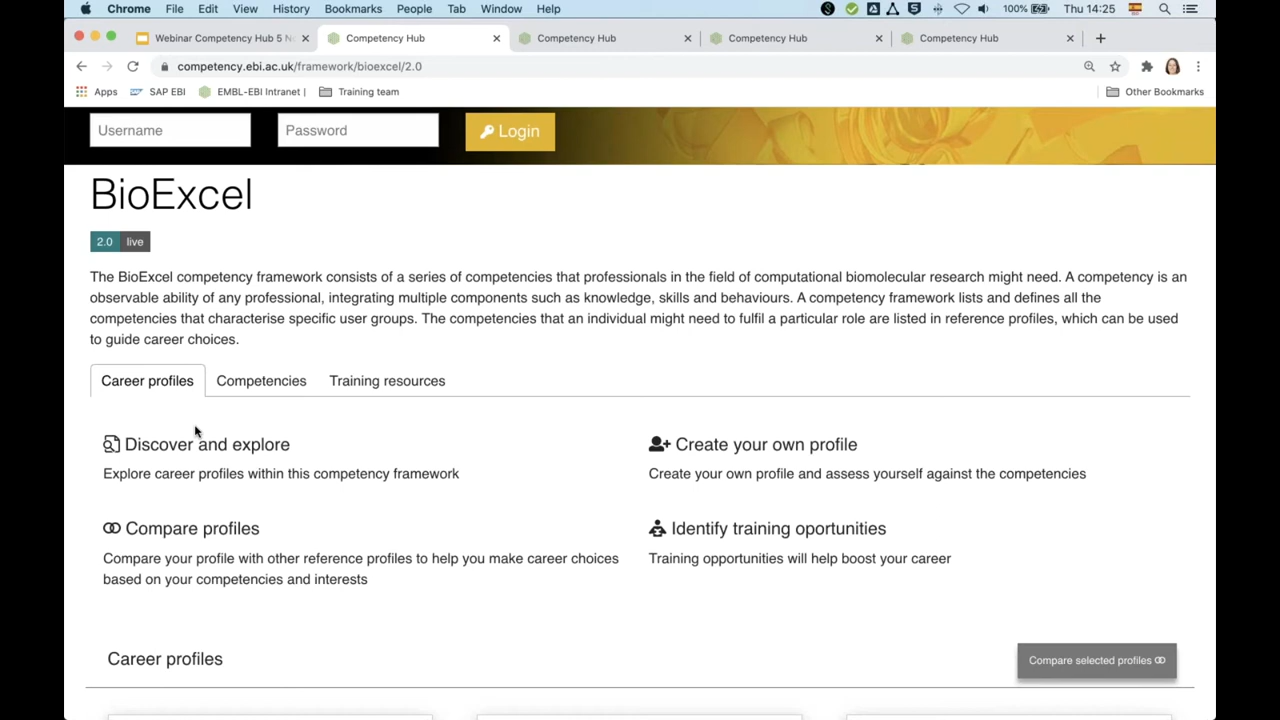 Chrome File Edit View History Bookmarks People Tab Window Help 100% Thu 14:25
Webinar Competency Hub 5 N Competency Hub Competency Hub Competency Hub Competency Hub
competency.ebi.ac.uk/framework/bioexcel/2.0
Apps SAP EBI EMBL-EBI Intranet | Training team Other Bookmarks
Username Password Login
BioExcel
2.0 live
The BioExcel competency framework consists of a series of competencies that professionals in the field of computational biomolecular research might need. A competency is an
observable ability of any professional, integrating multiple components such as knowledge, skills and behaviours. A competency framework lists and defines all the
competencies that characterise specific user groups. The competencies that an individual might need to fulfil a particular role are listed in reference profiles, which can be used
to guide career choices.
Career profiles Competencies Training resources
Discover and explore
Explore career profiles within this competency framework
Create your own profile
Create your own profile and assess yourself against the competencies
Compare profiles
Compare your profile with other reference profiles to help you make career choices
based on your competencies and interests
Identify training oportunities
Training opportunities will help boost your career
Career profiles
Compare selected profiles